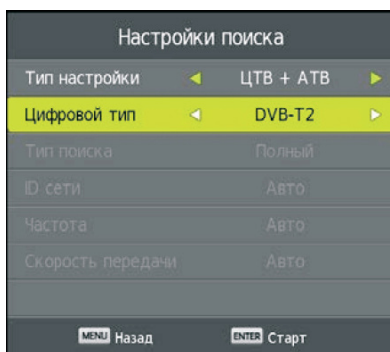 Настройки поиска
Тип настройки ЦТВ + АТВ
Цифровой тип DVB-T2
Тип поиска Полный
ID сети Авто
Частота Авто
Скорость передачи Авто
MENU Назад ENTER Старт